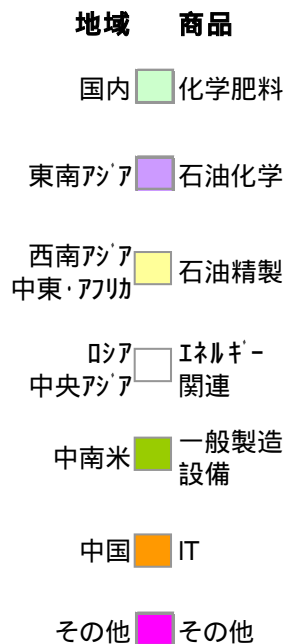 地域 商品
国内 化学肥料
東南ｱｼﾞｱ 石油化学
西南ｱｼﾞｱ
中東･ｱﾌﾘｶ 石油精製
ﾛｼｱ
中央ｱｼﾞｱ
ｴﾈﾙｷﾞｰ
関連
中南米 一般製造
設備
中国 IT
その他 その他